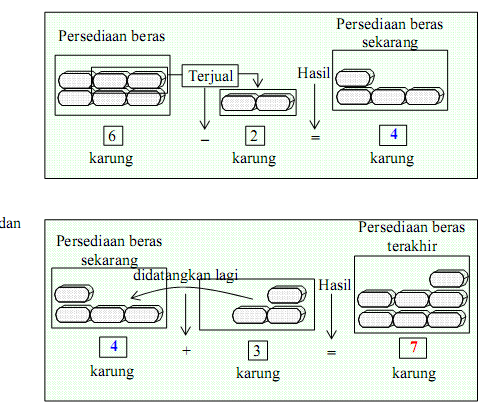 Persediaan beras
Persediaan beras
sekarang
Terjual
Hasil
6 – 2 = 4
karung karung karung
dan
Persediaan beras
sekarang
didatangkan lagi
Hasil
Persediaan beras
terakhir
4 + 3 = 7
karung karung karung